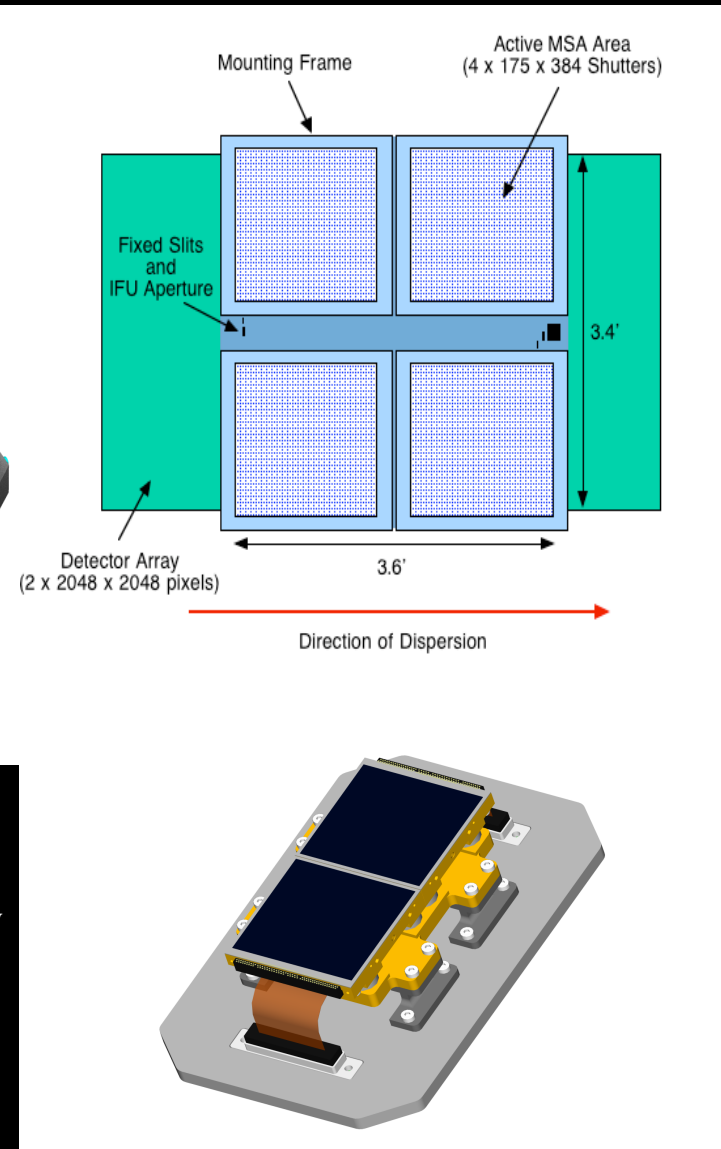 Mounting Frame
Active MSA Area
(4 x 175 x 384 Shutters)
Fixed Slits
and
IFU Aperture
3.4'
Detector Array
(2 x 2048 x 2048 pixels)
3.6'
Direction of Dispersion